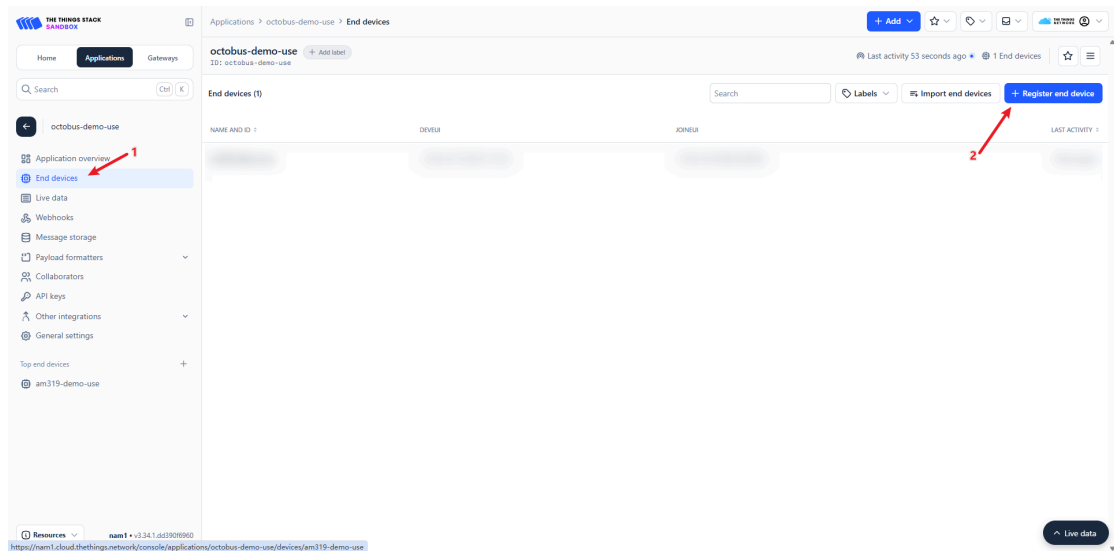 THE THINGS STACK
SANDBOX
Applications > octobus-demo-use > End devices
+ Add
THE THINGS
NETWORK
Home
Applications
Gateways
octobus-demo-use
+ Add label
ID: octobus-demo-use
Last activity 53 seconds ago
1 End devices
Search
Ctrl
K
End devices (1)
Search
Labels
Import end devices
+ Register end device
octobus-demo-use
NAME AND ID
DEVEUI
JOINEUI
LAST ACTIVITY
Application overview
1
2
End devices
Live data
Webhooks
Message storage
Payload formatters
Collaborators
API keys
Other integrations
General settings
Top end devices
+
am319-demo-use
Resources
nam1 • v3.34.1.dd390f6960
Live data
https://nam1.cloud.thethings.network/console/applications/octobus-demo-use/devices/am319-demo-use